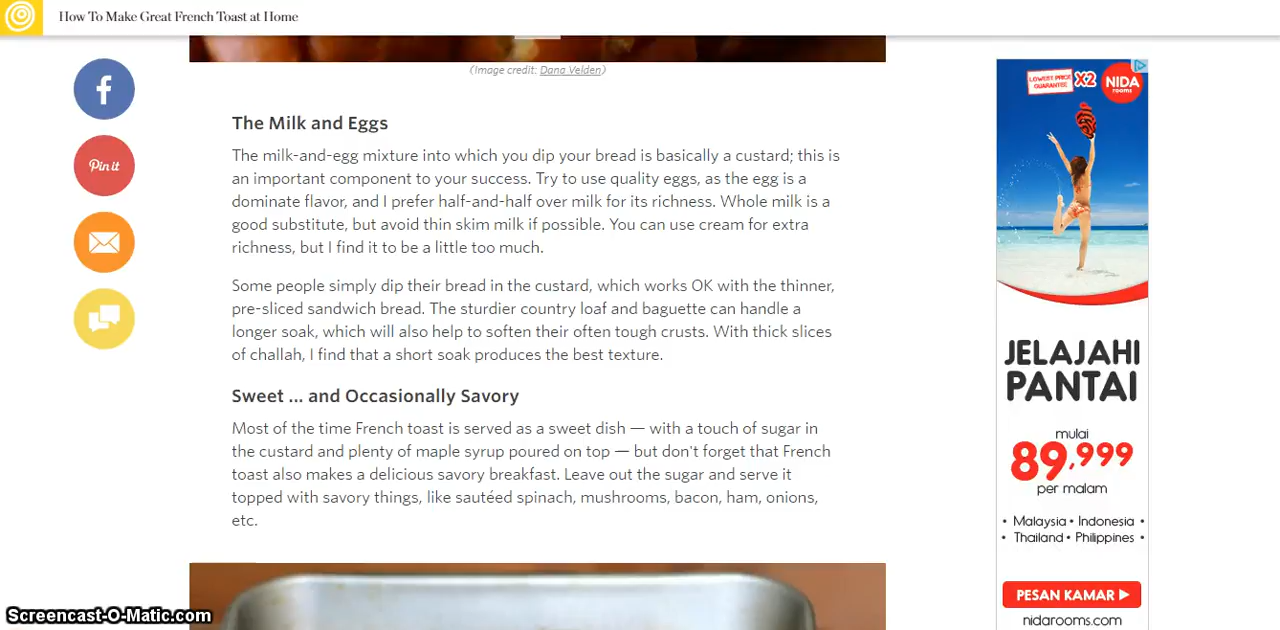 How To Make Great French Toast at Home
(Image credit: Dana Velden)
Pin it
The Milk and Eggs
The milk-and-egg mixture into which you dip your bread is basically a custard; this is
an important component to your success. Try to use quality eggs, as the egg is a
dominate flavor, and I prefer half-and-half over milk for its richness. Whole milk is a
good substitute, but avoid thin skim milk if possible. You can use cream for extra
richness, but I find it to be a little too much.
Some people simply dip their bread in the custard, which works OK with the thinner,
pre-sliced sandwich bread. The sturdier country loaf and baguette can handle a
longer soak, which will also help to soften their often tough crusts. With thick slices
of challah, I find that a short soak produces the best texture.
Sweet ... and Occasionally Savory
Most of the time French toast is served as a sweet dish — with a touch of sugar in
the custard and plenty of maple syrup poured on top — but don't forget that French
toast also makes a delicious savory breakfast. Leave out the sugar and serve it
topped with savory things, like sautéed spinach, mushrooms, bacon, ham, onions,
etc.
LOWEST PRICE
GUARANTEE
X2
NIDA
rooms
JELAJAHI
PANTAI
mulai
89,999
per malam
• Malaysia • Indonesia •
• Thailand • Philippines •
PESAN KAMAR
nidarooms.com
Screencast-O-Matic.com